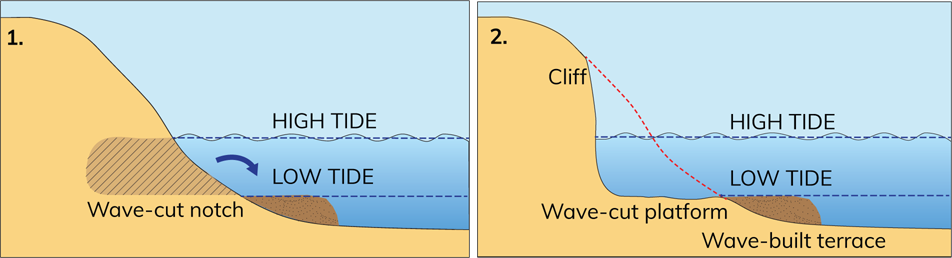 1.
HIGH TIDE
LOW TIDE
Wave-cut notch
2.
Cliff
HIGH TIDE
LOW TIDE
Wave-cut platform
Wave-built terrace